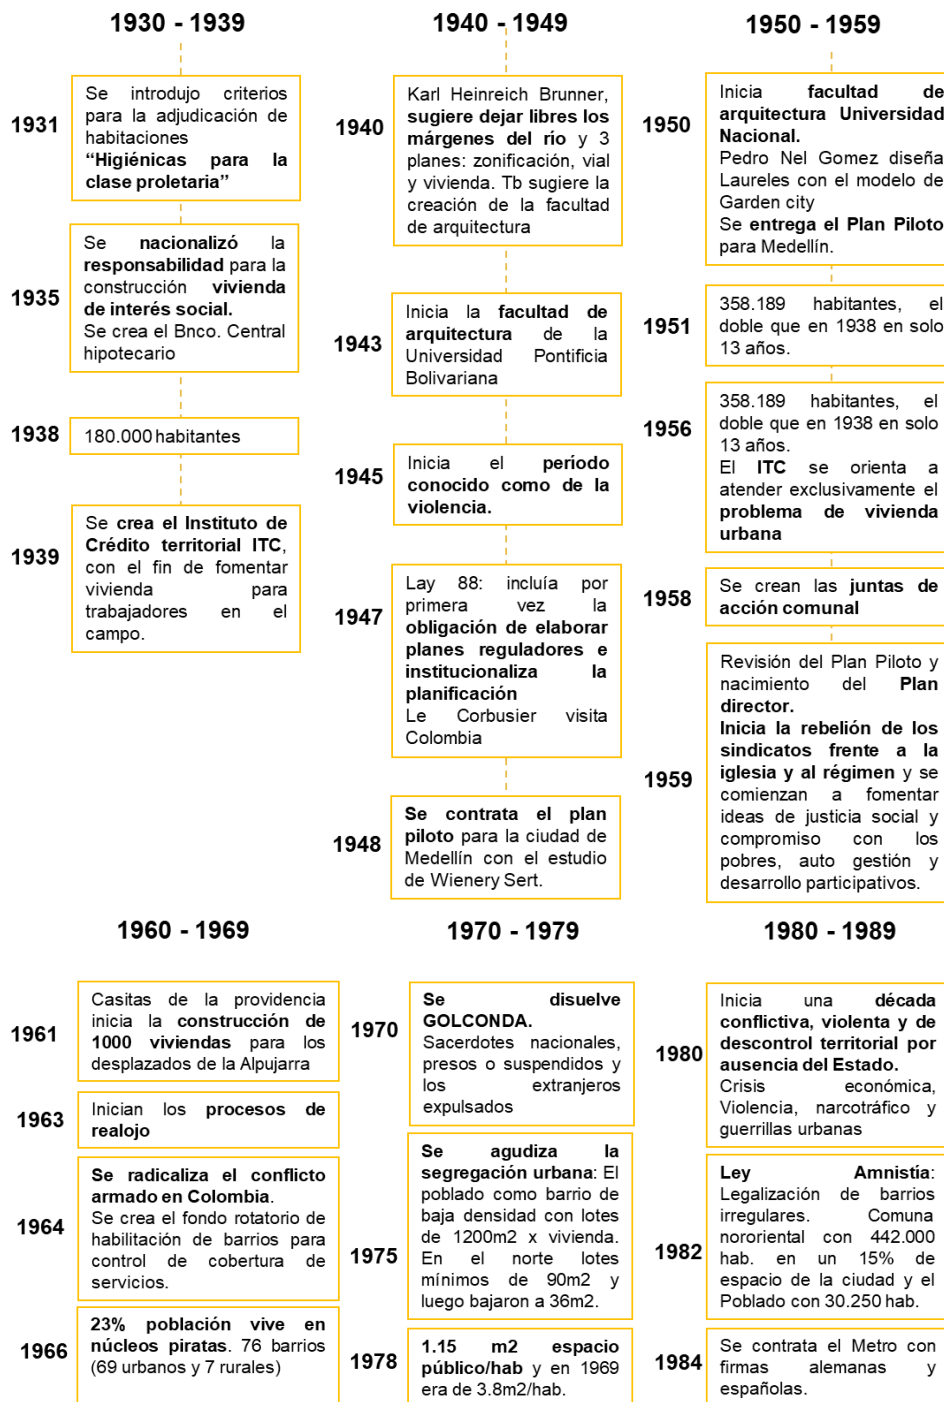 1930 - 1939
1931
Se introdujo criterios
para la adjudicación de
habitaciones
“Higiénicas para la
clase proletaria”
1935
Se nacionalizó la
responsabilidad para la
construcción vivienda
de interés social.
Se crea el Bnco. Central
hipotecario
1938
180.000 habitantes
1939
Se crea el Instituto de
Crédito territorial ITC,
con el fin de fomentar
vivienda para
trabajadores en el
campo.
1940 - 1949
1940
Karl Heinreich Brunner,
sugiere dejar libres los
márgenes del río y 3
planes: zonificación, vial
y vivienda. Tb sugiere la
creación de la facultad
de arquitectura
1943
Inicia la facultad de
arquitectura de la
Universidad Pontificia
Bolivariana
1945
Inicia el período
conocido como de la
violencia.
1947
Lay 88: incluía por
primera vez la
obligación de elaborar
planes reguladores e
institucionaliza la
planificación
Le Corbusier visita
Colombia
1948
Se contrata el plan
piloto para la ciudad de
Medellín con el estudio
de Wienery Sert.
1950 - 1959
1950
Inicia facultad de
arquitectura Universidad
Nacional.
Pedro Nel Gomez diseña
Laureles con el modelo de
Garden city
Se entrega el Plan Piloto
para Medellín.
1951
358.189 habitantes, el
doble que en 1938 en solo
13 años.
1956
358.189 habitantes, el
doble que en 1938 en solo
13 años.
El ITC se orienta a
atender exclusivamente el
problema de vivienda
urbana
1958
Se crean las juntas de
acción comunal
1959
Revisión del Plan Piloto y
nacimiento del Plan
director.
Inicia la rebelión de los
sindicatos frente a la
iglesia y al régimen y se
comienzan a fomentar
ideas de justicia social y
compromiso con los
pobres, auto gestión y
desarrollo participativos.
1960 - 1969
1961
Casitas de la providencia
inicia la construcción de
1000 viviendas para los
desplazados de la Alpujarra
1963
Inician los procesos de
realojo
1964
Se radicaliza el conflicto
armado en Colombia.
Se crea el fondo rotatorio de
habilitación de barrios para
control de cobertura de
servicios.
1966
23% población vive en
núcleos piratas. 76 barrios
(69 urbanos y 7 rurales)
1970 - 1979
1970
Se disuelve
GOLCONDA.
Sacerdotes nacionales,
presos o suspendidos y
los extranjeros
expulsados
1975
Se agudiza la
segregación urbana: El
poblado como barrio de
baja densidad con lotes
de 1200m2 x vivienda.
En el norte lotes
mínimos de 90m2 y
luego bajaron a 36m2.
1978
1.15 m2 espacio
público/hab y en 1969
era de 3.8m2/hab.
1980 - 1989
1980
Inicia una década
conflictiva, violenta y de
descontrol territorial por
ausencia del Estado.
Crisis económica,
Violencia, narcotráfico y
guerrillas urbanas
1982
Ley Amnistía:
Legalización de barrios
irregulares. Comuna
nororiental con 442.000
hab. en un 15% de
espacio de la ciudad y el
Poblado con 30.250 hab.
1984
Se contrata el Metro con
firmas alemanas y
españolas.